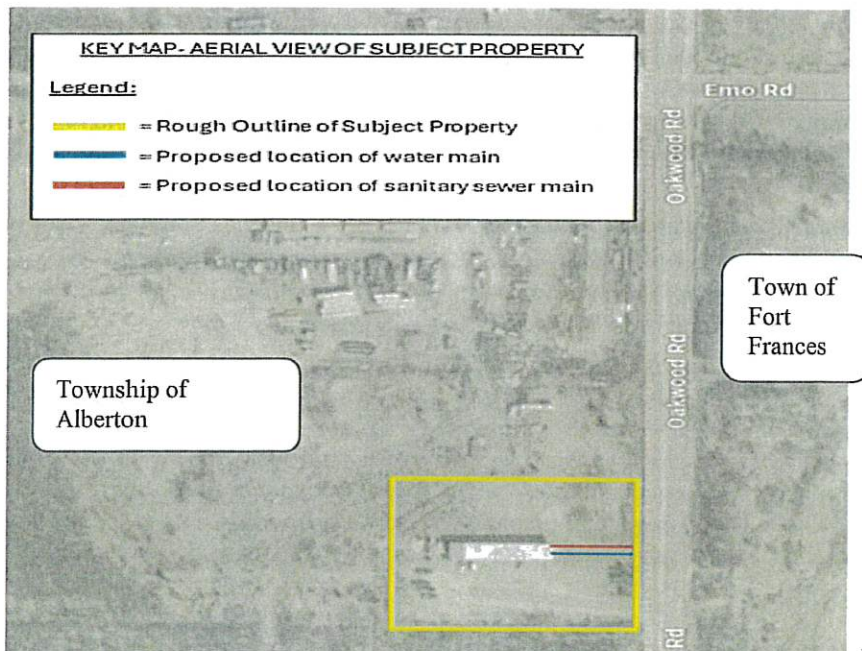 KEY MAP- AERIAL VIEW OF SUBJECT PROPERTY
Legend:
= Rough Outline of Subject Property
= Proposed location of water main
= Proposed location of sanitary sewer main
Emo Rd
Oakwood Rd
Town of
Fort
Frances
Township of
Alberton
Oakwood Rd
Rd